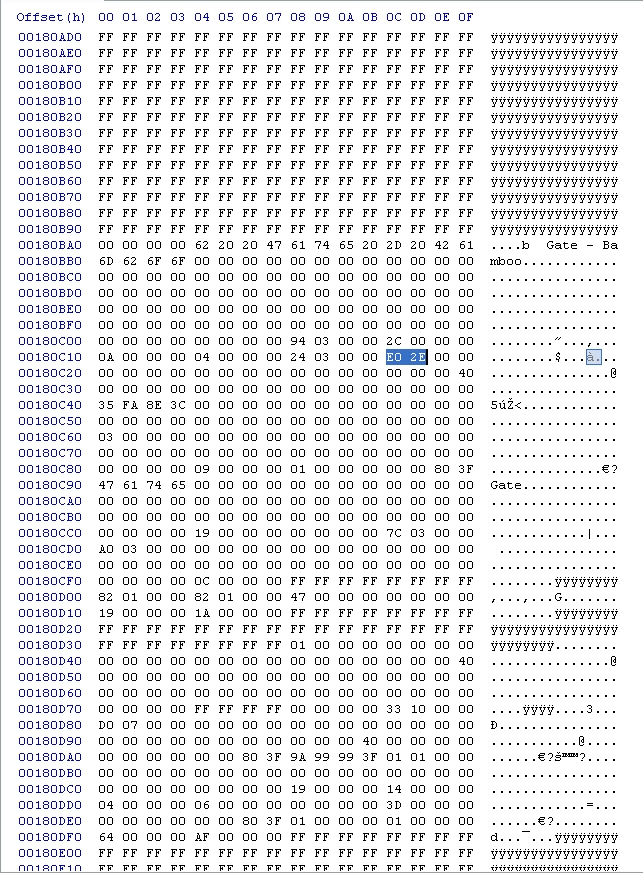 Offset(h) 00 01 02 03 04 05 06 07 08 09 0A 0B 0C 0D 0E 0F
00180AD0 FF FF FF FF FF FF FF FF FF FF FF FF FF FF FF FF ÿÿÿÿÿÿÿÿÿÿÿÿÿÿÿÿ
00180AE0 FF FF FF FF FF FF FF FF FF FF FF FF FF FF FF FF ÿÿÿÿÿÿÿÿÿÿÿÿÿÿÿÿ
00180AF0 FF FF FF FF FF FF FF FF FF FF FF FF FF FF FF FF ÿÿÿÿÿÿÿÿÿÿÿÿÿÿÿÿ
00180B00 FF FF FF FF FF FF FF FF FF FF FF FF FF FF FF FF ÿÿÿÿÿÿÿÿÿÿÿÿÿÿÿÿ
00180B10 FF FF FF FF FF FF FF FF FF FF FF FF FF FF FF FF ÿÿÿÿÿÿÿÿÿÿÿÿÿÿÿÿ
00180B20 FF FF FF FF FF FF FF FF FF FF FF FF FF FF FF FF ÿÿÿÿÿÿÿÿÿÿÿÿÿÿÿÿ
00180B30 FF FF FF FF FF FF FF FF FF FF FF FF FF FF FF FF ÿÿÿÿÿÿÿÿÿÿÿÿÿÿÿÿ
00180B40 FF FF FF FF FF FF FF FF FF FF FF FF FF FF FF FF ÿÿÿÿÿÿÿÿÿÿÿÿÿÿÿÿ
00180B50 FF FF FF FF FF FF FF FF FF FF FF FF FF FF FF FF ÿÿÿÿÿÿÿÿÿÿÿÿÿÿÿÿ
00180B60 FF FF FF FF FF FF FF FF FF FF FF FF FF FF FF FF ÿÿÿÿÿÿÿÿÿÿÿÿÿÿÿÿ
00180B70 FF FF FF FF FF FF FF FF FF FF FF FF FF FF FF FF ÿÿÿÿÿÿÿÿÿÿÿÿÿÿÿÿ
00180B80 FF FF FF FF FF FF FF FF FF FF FF FF FF FF FF FF ÿÿÿÿÿÿÿÿÿÿÿÿÿÿÿÿ
00180B90 FF FF FF FF FF FF FF FF FF FF FF FF FF FF FF FF ÿÿÿÿÿÿÿÿÿÿÿÿÿÿÿÿ
00180BA0 00 00 00 00 62 20 20 47 61 74 65 20 2D 20 42 61 ....b  Gate - Ba
00180BB0 6D 62 6F 6F 00 00 00 00 00 00 00 00 00 00 00 00 mboo............
00180BC0 00 00 00 00 00 00 00 00 00 00 00 00 00 00 00 00 ................
00180BD0 00 00 00 00 00 00 00 00 00 00 00 00 00 00 00 00 ................
00180BE0 00 00 00 00 00 00 00 00 00 00 00 00 00 00 00 00 ................
00180BF0 00 00 00 00 00 00 00 00 00 00 00 00 00 00 00 00 ................
00180C00 00 00 00 00 00 00 00 00 94 03 00 00 2C 00 00 00 ........”...,...
00180C10 0A 00 00 00 04 00 00 00 24 03 00 00 E0 2E 00 00 ........$...à...
00180C20 00 00 00 00 00 00 00 00 00 00 00 00 00 00 00 40 ...............@
00180C30 00 00 00 00 00 00 00 00 00 00 00 00 00 00 00 00 ................
00180C40 35 FA 8E 3C 00 00 00 00 00 00 00 00 00 00 00 00 5úŽ<............
00180C50 00 00 00 00 00 00 00 00 00 00 00 00 00 00 00 00 ................
00180C60 03 00 00 00 00 00 00 00 00 00 00 00 00 00 00 00 ................
00180C70 00 00 00 00 00 00 00 00 00 00 00 00 00 00 00 00 ................
00180C80 00 00 00 00 09 00 00 00 01 00 00 00 00 00 80 3F ..............€?
00180C90 47 61 74 65 00 00 00 00 00 00 00 00 00 00 00 00 Gate............
00180CA0 00 00 00 00 00 00 00 00 00 00 00 00 00 00 00 00 ................
00180CB0 00 00 00 00 00 00 00 00 00 00 00 00 00 00 00 00 ................
00180CC0 00 00 00 00 19 00 00 00 00 00 00 00 7C 03 00 00 ............|...
00180CD0 A0 03 00 00 00 00 00 00 00 00 00 00 00 00 00 00  ...............
00180CE0 00 00 00 00 00 00 00 00 00 00 00 00 00 00 00 00 ................
00180CF0 00 00 00 00 0C 00 00 00 FF FF FF FF FF FF FF FF ........ÿÿÿÿÿÿÿÿ
00180D00 82 01 00 00 82 01 00 00 47 00 00 00 00 00 00 00 ‚...‚...G.......
00180D10 19 00 00 00 1A 00 00 00 FF FF FF FF FF FF FF FF ........ÿÿÿÿÿÿÿÿ
00180D20 FF FF FF FF FF FF FF FF FF FF FF FF FF FF FF FF ÿÿÿÿÿÿÿÿÿÿÿÿÿÿÿÿ
00180D30 FF FF FF FF FF FF FF FF 01 00 00 00 00 00 00 00 ÿÿÿÿÿÿÿÿ........
00180D40 00 00 00 00 00 00 00 00 00 00 00 00 00 00 00 40 ...............@
00180D50 00 00 00 00 00 00 00 00 00 00 00 00 00 00 00 00 ................
00180D60 00 00 00 00 00 00 00 00 00 00 00 00 00 00 00 00 ................
00180D70 00 00 00 00 FF FF FF FF 00 00 00 00 33 10 00 00 ....ÿÿÿÿ....3...
00180D80 D0 07 00 00 00 00 00 00 00 00 00 00 00 00 00 00 Ð...............
00180D90 00 00 00 00 00 00 00 00 00 00 00 40 00 00 00 00 ...........@....
00180DA0 00 00 00 00 00 00 80 3F 9A 99 99 3F 01 01 00 00 ......€?š™™?....
00180DB0 00 00 00 00 00 00 00 00 00 00 00 00 00 00 00 00 ................
00180DC0 00 00 00 00 00 00 00 00 19 00 00 00 14 00 00 00 ................
00180DD0 04 00 00 00 06 00 00 00 00 00 00 00 3D 00 00 00 ............=...
00180DE0 00 00 00 00 00 00 80 3F 01 00 00 00 01 00 00 00 ......€?........
00180DF0 64 00 00 00 AF 00 00 00 FF FF FF FF FF FF FF FF d...¯...ÿÿÿÿÿÿÿÿ
00180E00 FF FF FF FF FF FF FF FF FF FF FF FF FF FF FF FF ÿÿÿÿÿÿÿÿÿÿÿÿÿÿÿÿ
00180E10 FF FF FF FF FF FF FF FF FF FF FF FF FF FF FF FF ÿÿÿÿÿÿÿÿÿÿÿÿÿÿÿÿ